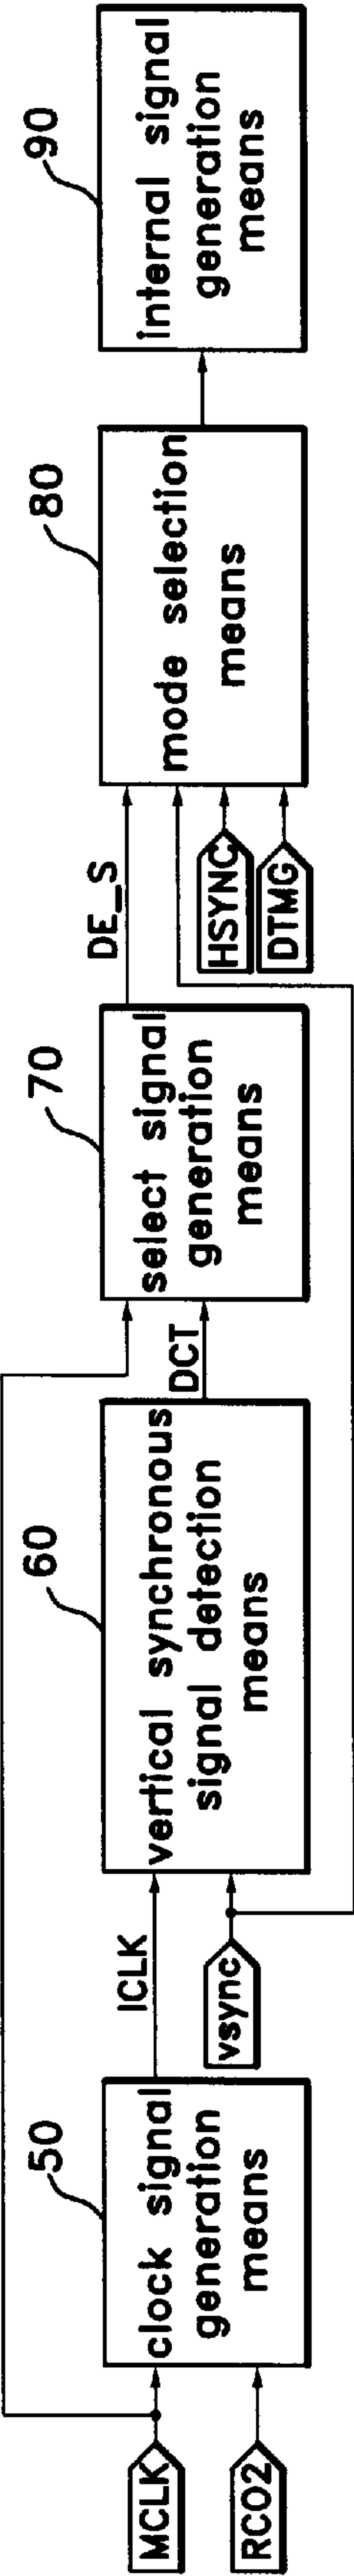 MCLK
RCO2
50
clock signal
generation
means
ICLK
vsync
60
vertical synchronous
signal detection
means
DCT
70
select signal
generation
means
DE_S
HSYNC
DTMG
80
mode selection
means
90
internal signal
generation
means